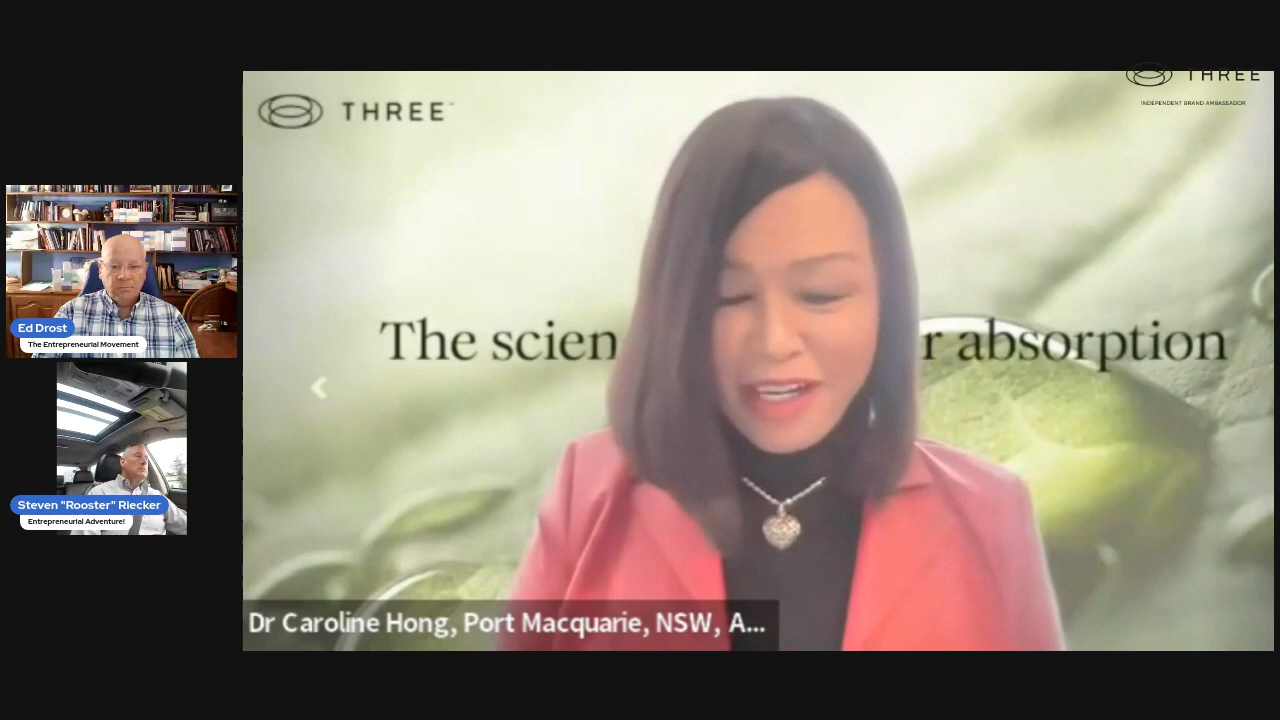 THREE
THREE
INDEPENDENT BRAND AMBASSADOR
The scien r absorption
Ed Drost
The Entrepreneurial Movement
Steven "Rooster" Riecker
Entrepreneurial Adventure!
Dr Caroline Hong, Port Macquarie, NSW, A...